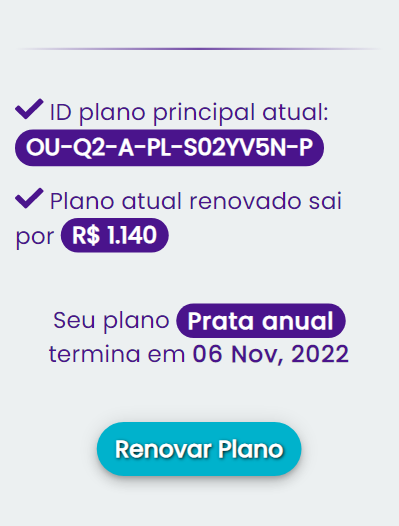 ID plano principal atual:
OU-Q2-A-PL-S02YV5N-P
Plano atual renovado sai
por R$ 1.140
Seu plano Prata anual
termina em 06 Nov, 2022
Renovar Plano